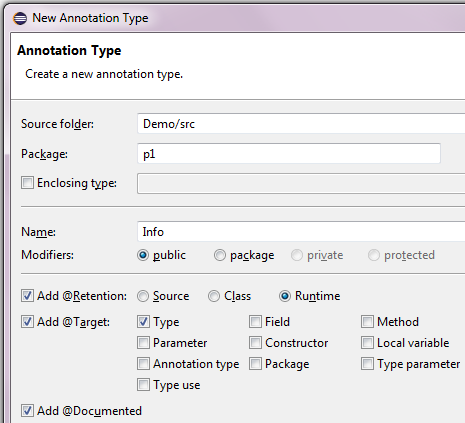 New Annotation Type
Annotation Type
Create a new annotation type.
Source folder: Demo/src
Package: p1
Enclosing type:
Name: Info
Modifiers: public package private protected
Add @Retention: Source Class Runtime
Add @Target: Type Field Method
Parameter Constructor Local variable
Annotation type Package Type parameter
Type use
Add @Documented